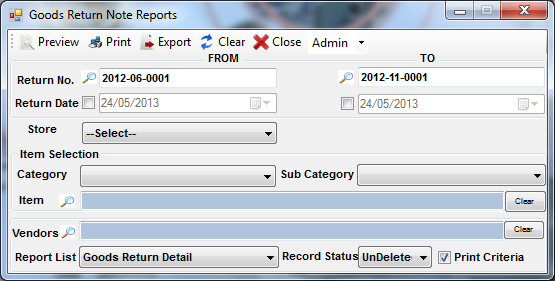 Goods Return Note Reports
Preview Print Export Clear Close Admin
FROM TO
Return No. 2012-06-0001 2012-11-0001
Return Date 24/05/2013 24/05/2013
Store --Select--
Item Selection
Category Sub Category
Item Clear
Vendors Clear
Report List Goods Return Detail Record Status UnDelete Print Criteria